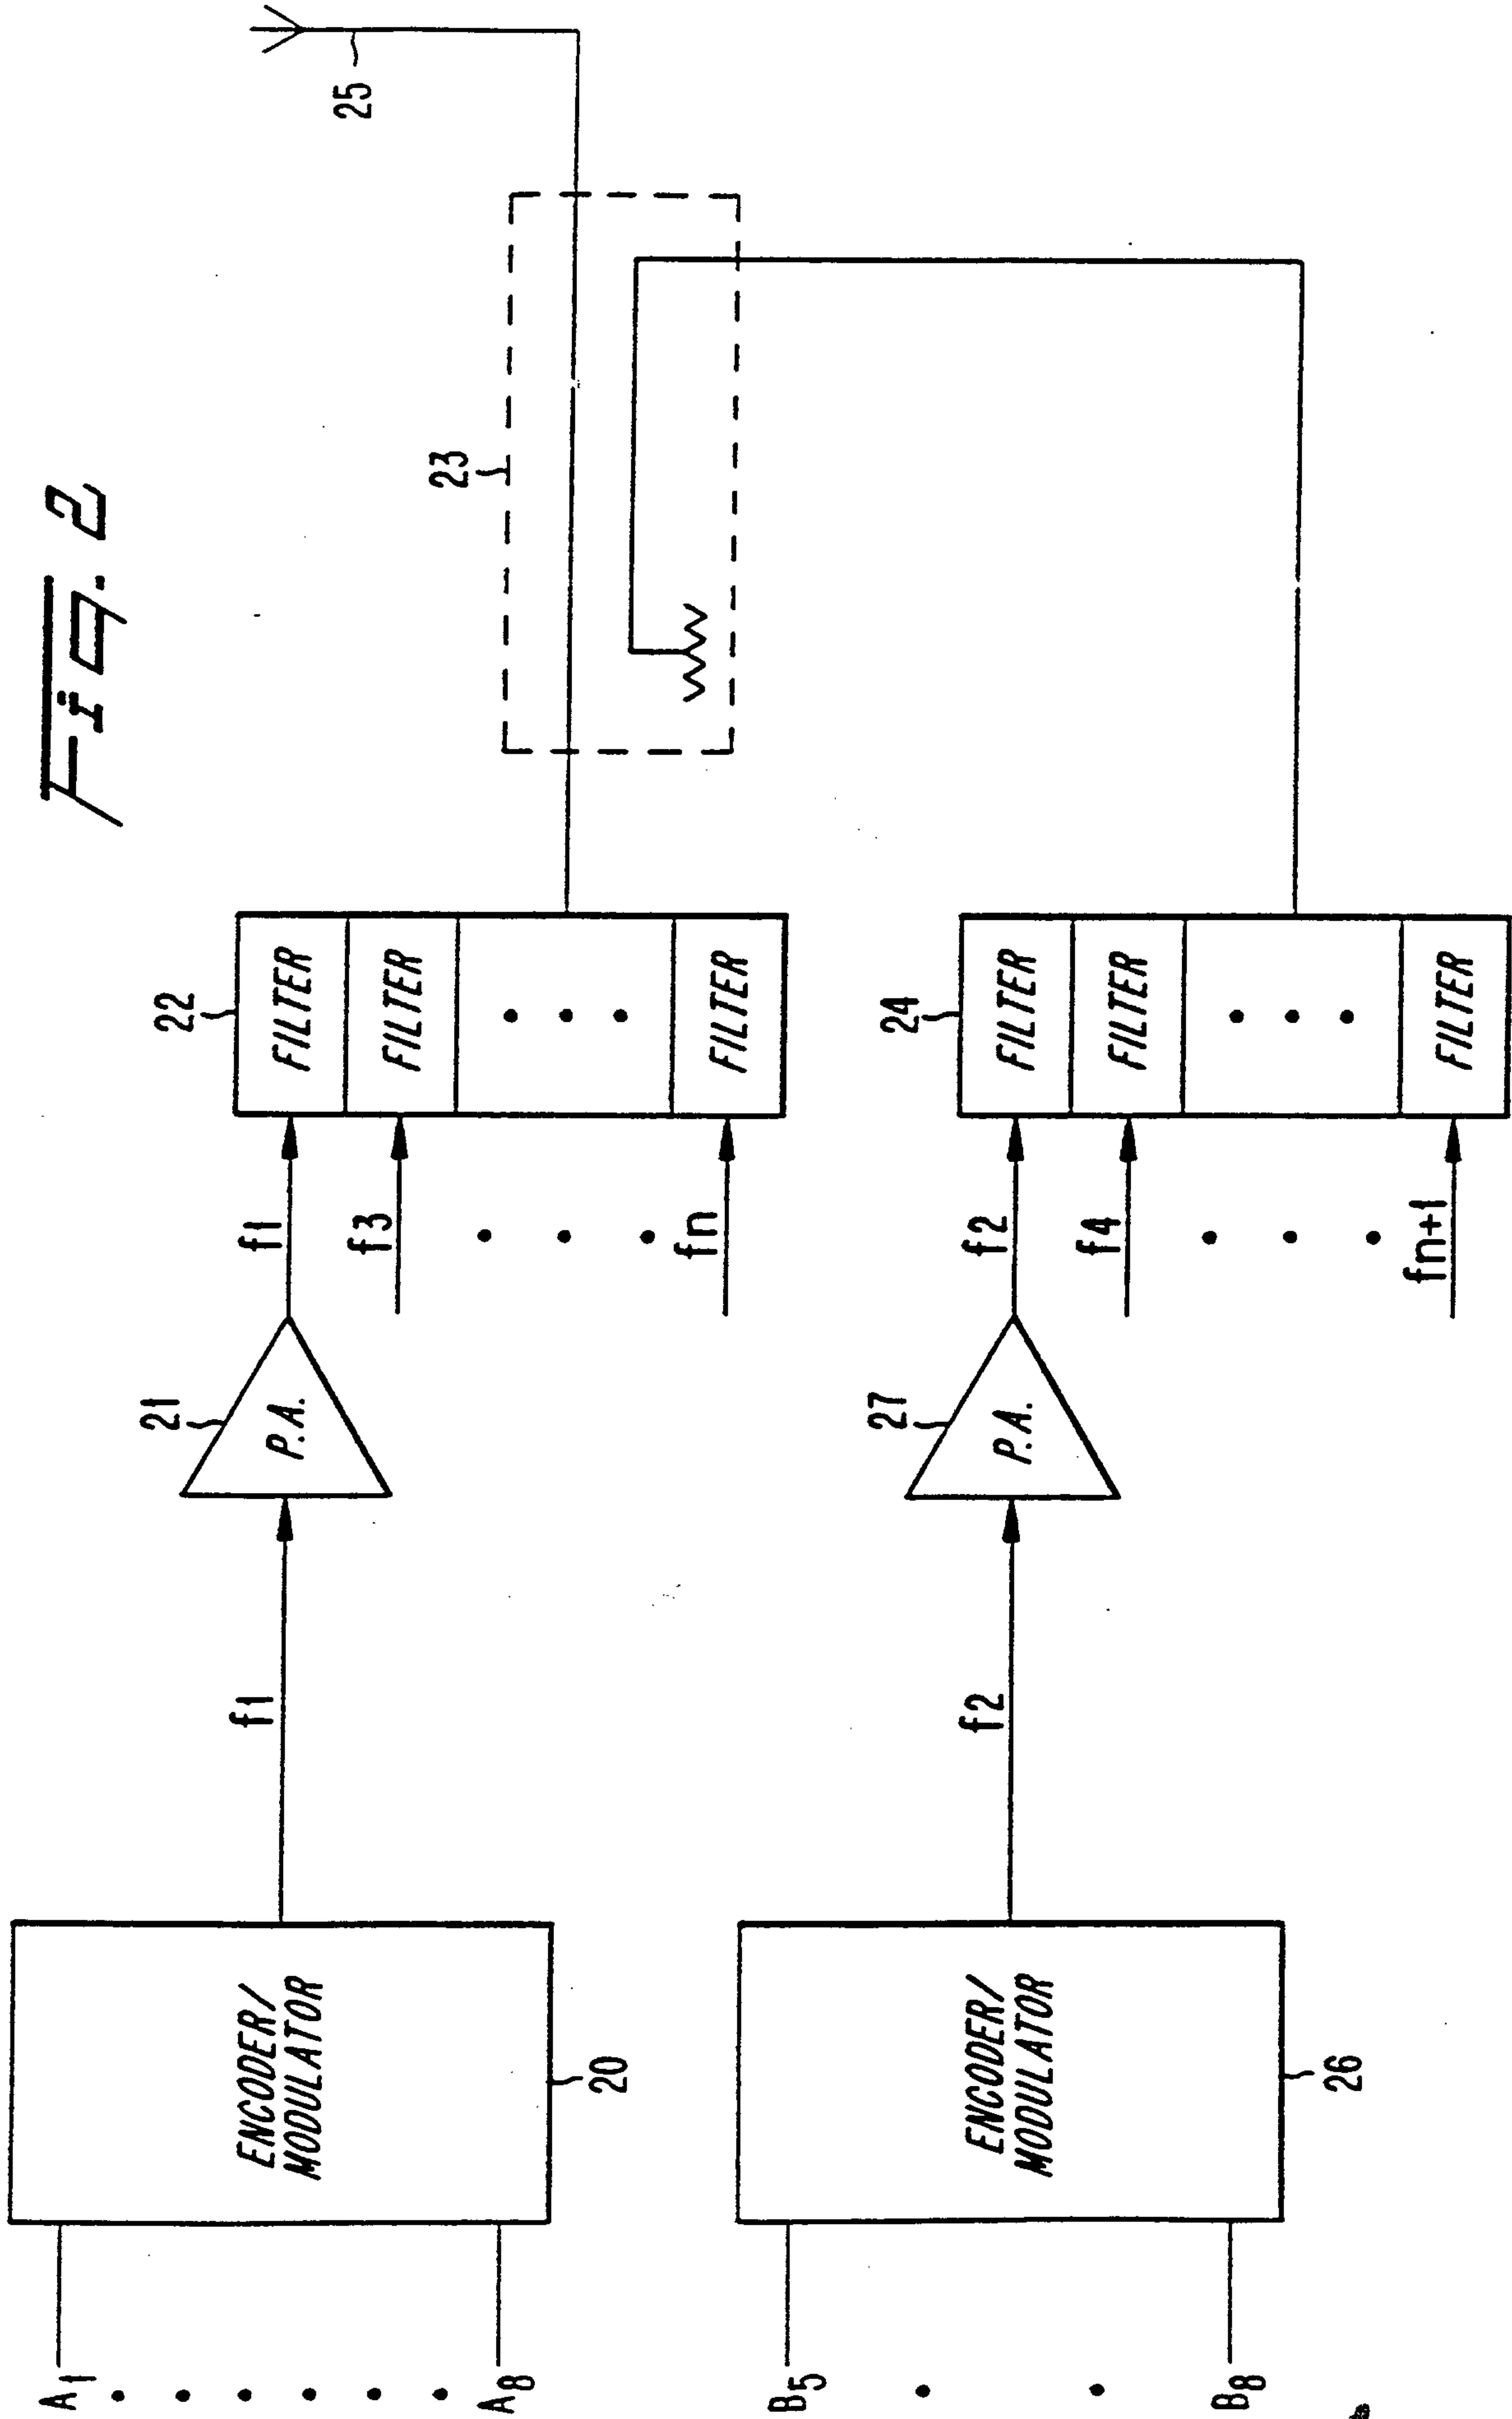 Fig. 2
A1
A8
ENCODER/
MODULATOR
20
f1
21
P.A.
f1
f3
fn
22
FILTER
FILTER
FILTER
23
25
B5
B8
ENCODER/
MODULATOR
26
f2
27
P.A.
f2
f4
fn+1
24
FILTER
FILTER
FILTER